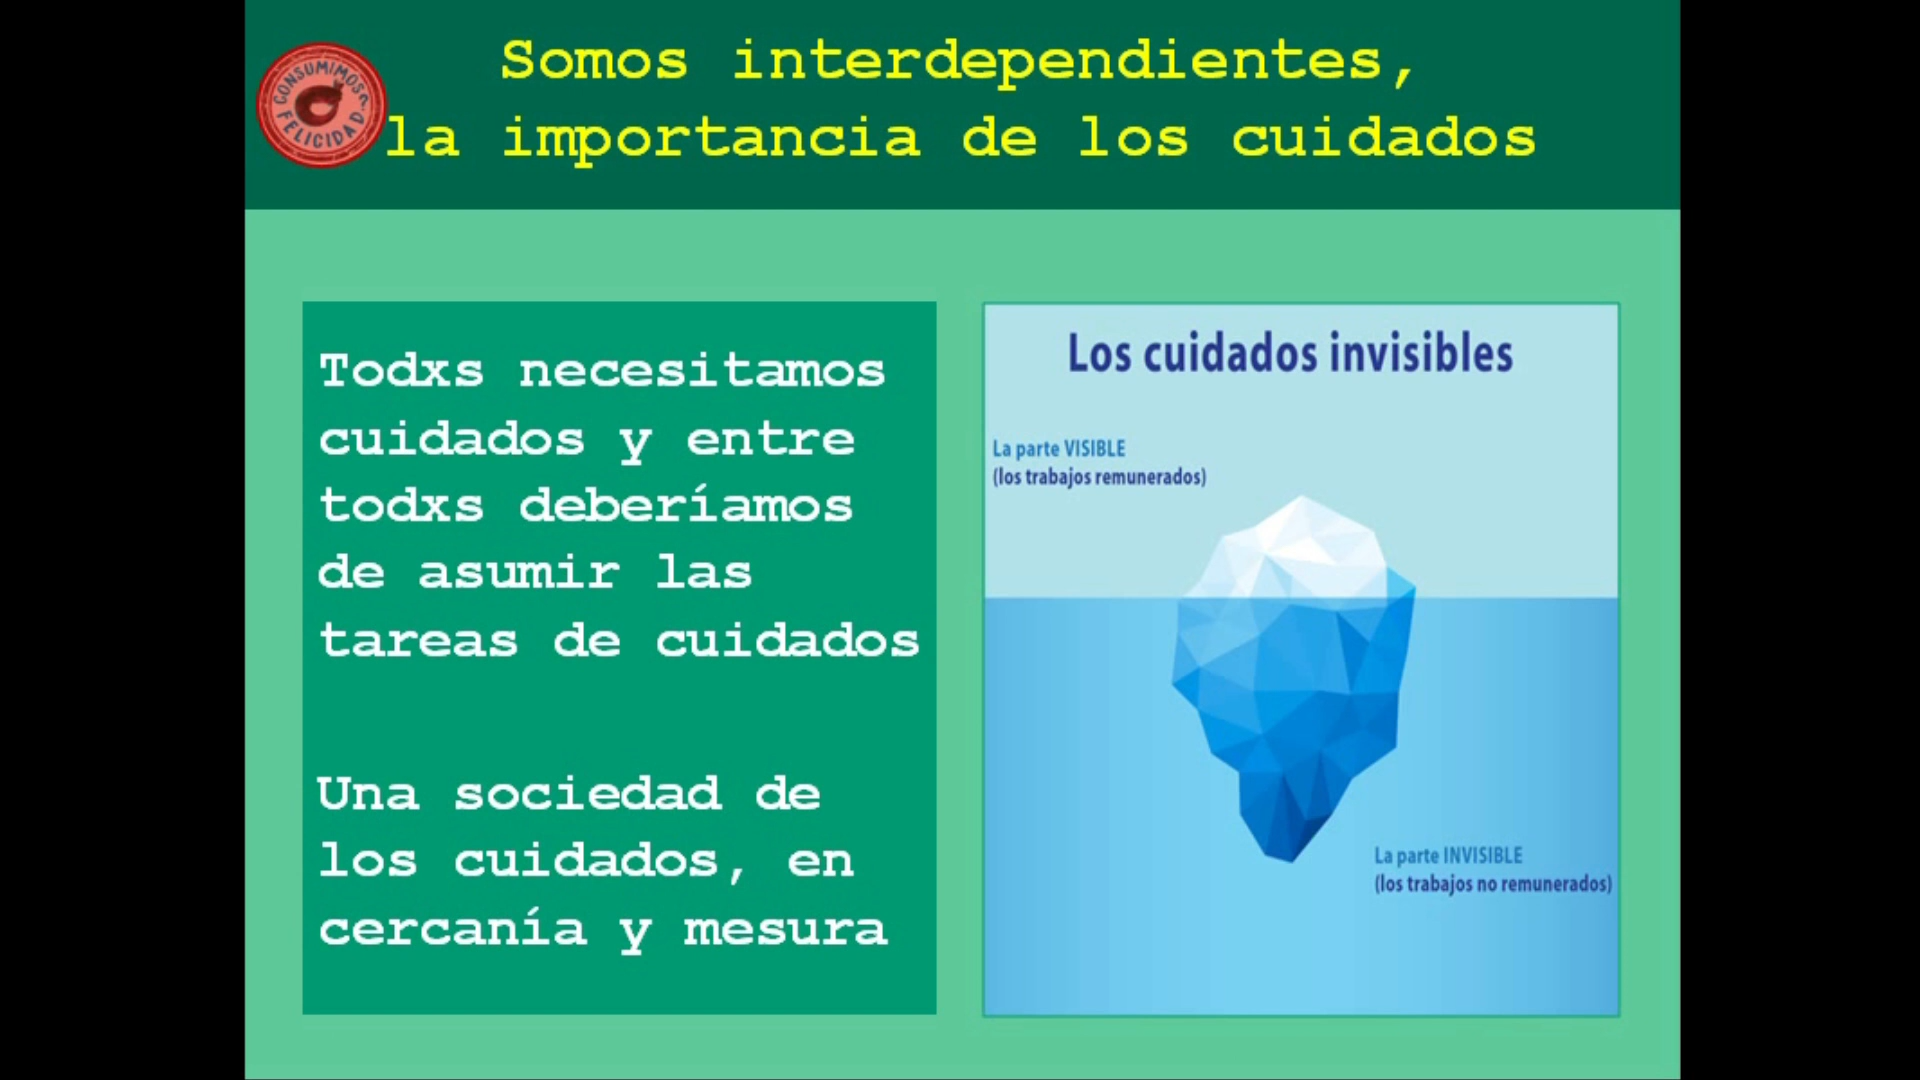 Somos interdependientes,
la importancia de los cuidados
CONSUMIMOS
FELICIDAD
Todxs necesitamos
cuidados y entre
todxs deberíamos
de asumir las
tareas de cuidados
Una sociedad de
los cuidados, en
cercanía y mesura
Los cuidados invisibles
La parte VISIBLE
(los trabajos remunerados)
La parte INVISIBLE
(los trabajos no remunerados)